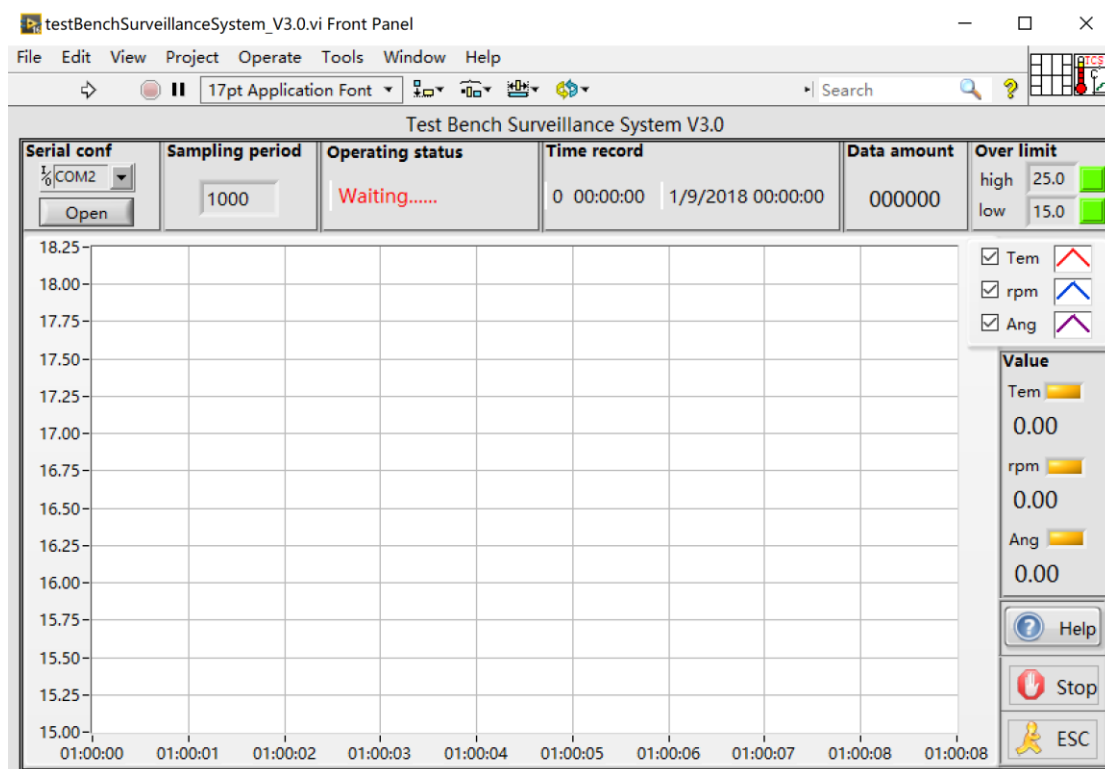 testBenchSurveillanceSystem_V3.0.vi Front Panel
File Edit View Project Operate Tools Window Help
17pt Application Font Search
Test Bench Surveillance System V3.0
Serial conf Sampling period Operating status Time record Data amount Over limit
COM2 1000 Waiting...... 0 00:00:00 1/9/2018 00:00:00 000000 high 25.0
Open low 15.0
18.25
18.00
17.75
17.50
17.25
17.00
16.75
16.50
16.25
16.00
15.75
15.50
15.25
15.00
01:00:00 01:00:01 01:00:02 01:00:03 01:00:04 01:00:05 01:00:06 01:00:07 01:00:08 01:00:08
Tem
rpm
Ang
Value
Tem
0.00
rpm
0.00
Ang
0.00
Help
Stop
ESC